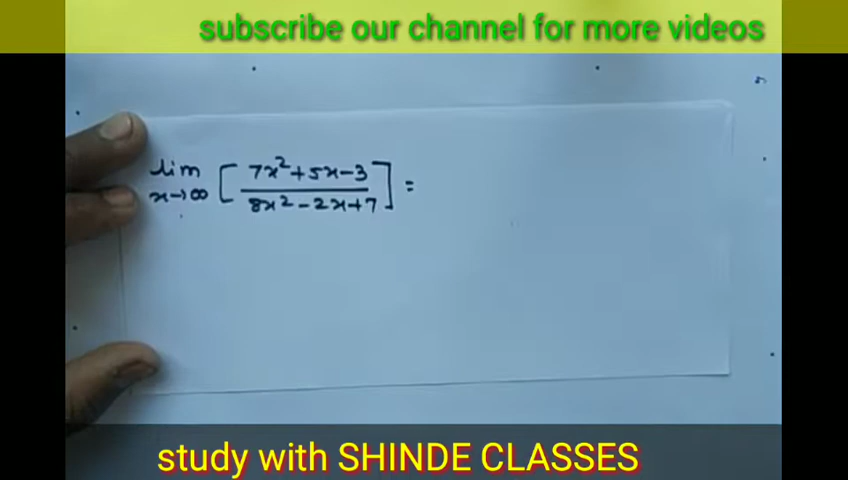 subscribe our channel for more videos
lim x→∞ [ 7x²+5x-3 / 8x²-2x+7 ] =
study with SHINDE CLASSES